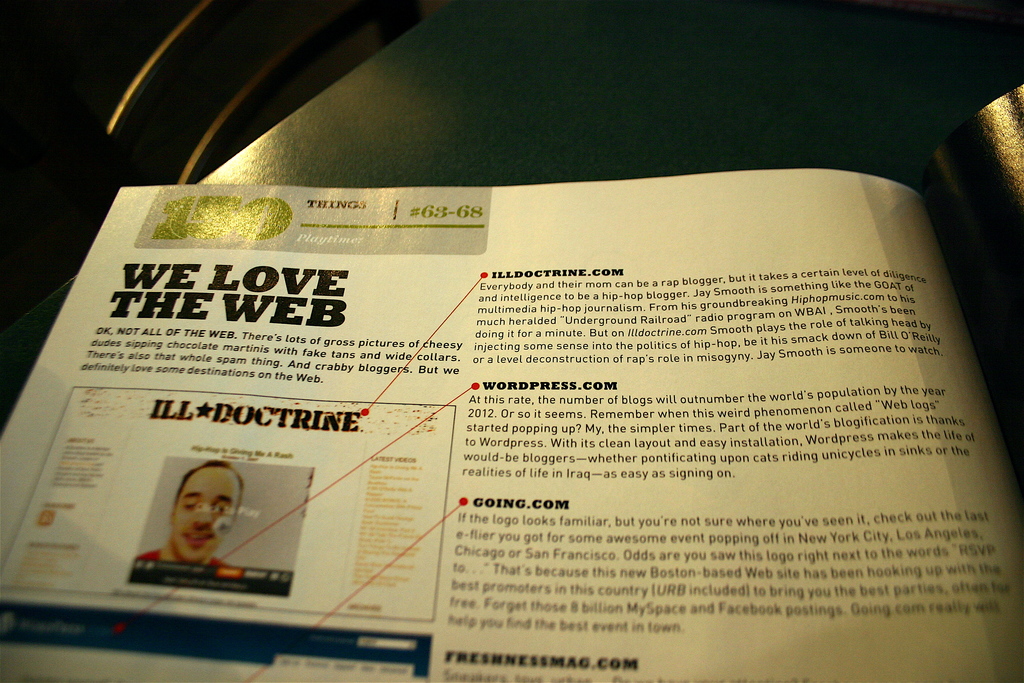 150
THINGS | #63-68
Playtime:
WE LOVE
THE WEB
OK, NOT ALL OF THE WEB. There's lots of gross pictures of cheesy
dudes sipping chocolate martinis with fake tans and wide collars.
There's also that whole spam thing. And crabby bloggers. But we
definitely love some destinations on the Web.
ILL★DOCTRINE
Hip-Hop is Giving Me A Rash
LATEST VIDEOS
to Play
ILLDOCTRINE.COM
Everybody and their mom can be a rap blogger, but it takes a certain level of diligence
and intelligence to be a hip-hop blogger. Jay Smooth is something like the GOAT of
multimedia hip-hop journalism. From his groundbreaking Hiphopmusic.com to his
much heralded "Underground Railroad" radio program on WBAI, Smooth's been
doing it for a minute. But on Illdoctrine.com Smooth plays the role of talking head by
injecting some sense into the politics of hip-hop, be it his smack down of Bill O'Reilly
or a level deconstruction of rap's role in misogyny. Jay Smooth is someone to watch.
WORDPRESS.COM
At this rate, the number of blogs will outnumber the world's population by the year
2012. Or so it seems. Remember when this weird phenomenon called "Web logs"
started popping up? My, the simpler times. Part of the world's blogification is thanks
to Wordpress. With its clean layout and easy installation, Wordpress makes the life of
would-be bloggers—whether pontificating upon cats riding unicycles in sinks or the
realities of life in Iraq—as easy as signing on.
GOING.COM
If the logo looks familiar, but you're not sure where you've seen it, check out the last
e-flier you got for some awesome event popping off in New York City, Los Angeles,
Chicago or San Francisco. Odds are you saw this logo right next to the words "RSVP
to. . ." That's because this new Boston-based Web site has been hooking up with the
best promoters in this country (URB included) to bring you the best parties, often for
free. Forget those 8 billion MySpace and Facebook postings. Going.com really will
help you find the best event in town.
FRESHNESSMAG.COM